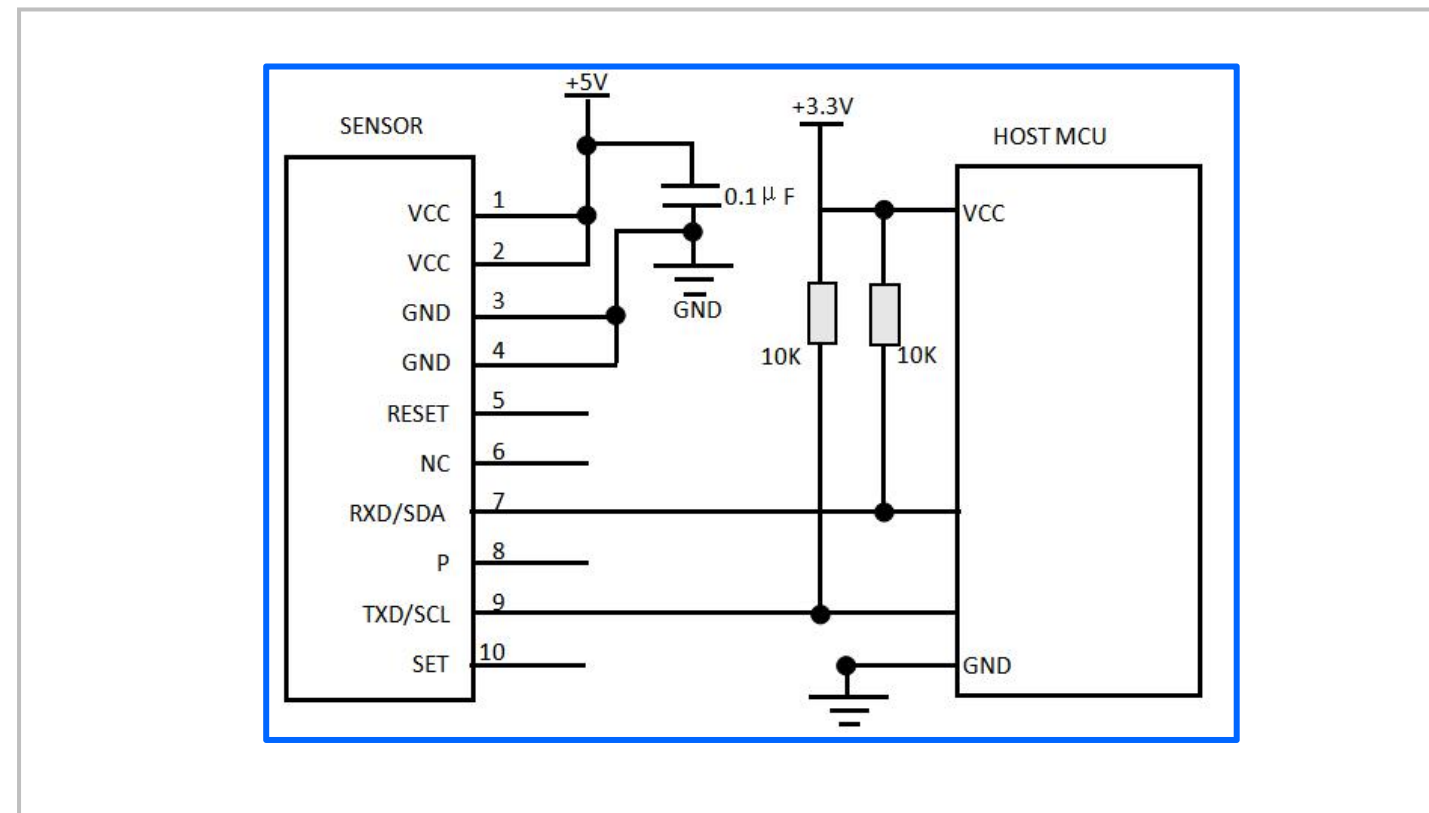 +5V
+3.3V
SENSOR
HOST MCU
0.1μF
VCC 1
VCC
VCC 2
GND 3
GND
10K
10K
GND 4
RESET 5
NC 6
RXD/SDA 7
P 8
TXD/SCL 9
SET 10
GND